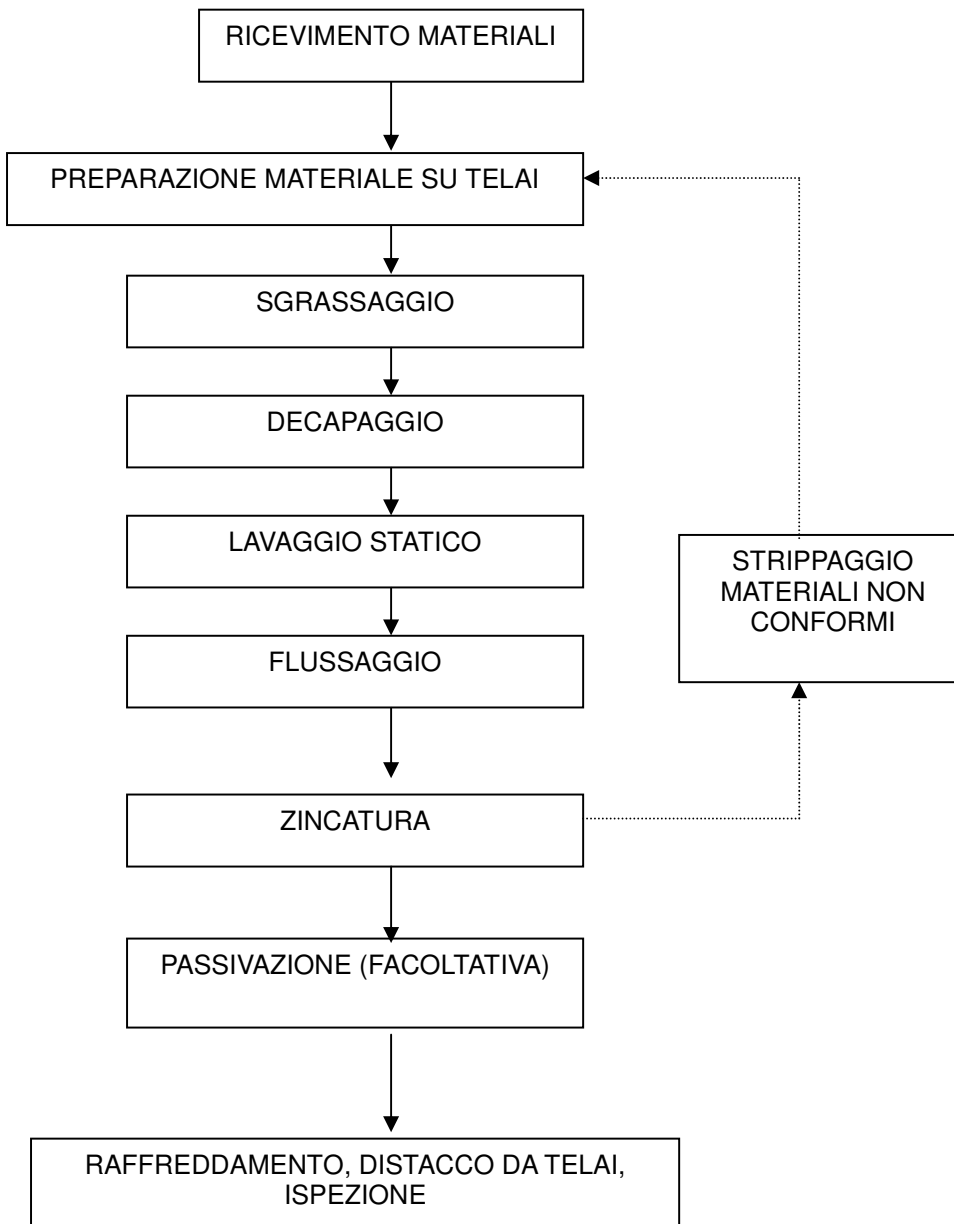 RICEVIMENTO MATERIALI
PREPARAZIONE MATERIALE SU TELAI
SGRASSAGGIO
DECAPAGGIO
LAVAGGIO STATICO
FLUSSAGGIO
STRIPPAGGIO
MATERIALI NON
CONFORMI
ZINCATURA
PASSIVAZIONE (FACOLTATIVA)
RAFFREDDAMENTO, DISTACCO DA TELAI,
ISPEZIONE